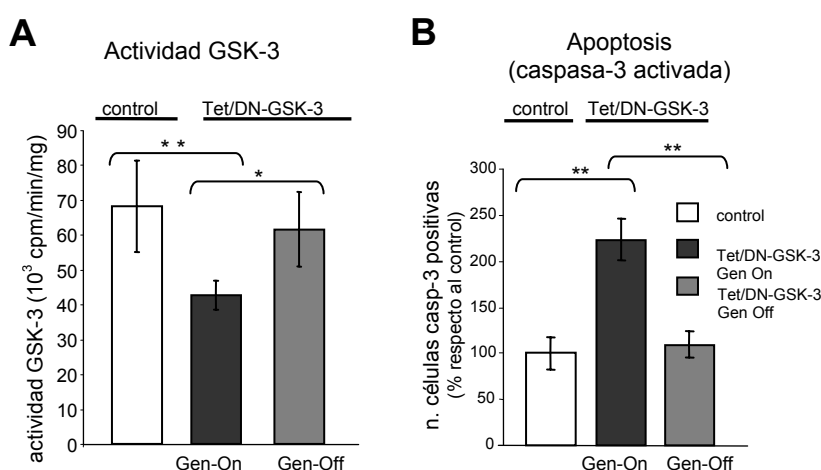 A
Actividad GSK-3
control Tet/DN-GSK-3
**
*
actividad GSK-3 (10³ cpm/min/mg)
90
80
70
60
50
40
30
20
10
0
Gen-On Gen-Off
B
Apoptosis
(caspasa-3 activada)
control Tet/DN-GSK-3
**
**
n. células casp-3 positivas
(% respecto al control)
300
250
200
150
100
50
0
control
Tet/DN-GSK-3
Gen On
Tet/DN-GSK-3
Gen Off
Gen-On Gen-Off